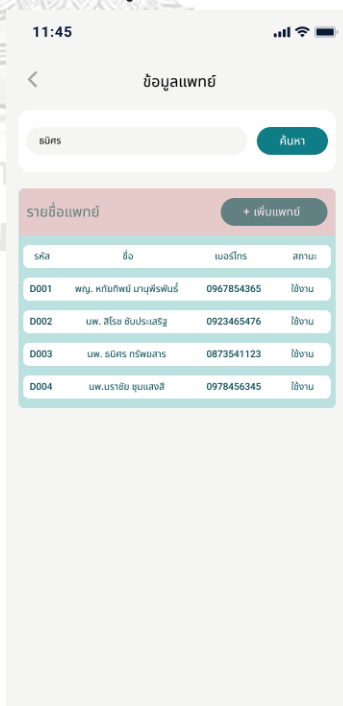 11:45
ข้อมูลแพทย์
ธนิศร ค้นหา
รายชื่อแพทย์ + เพิ่มแพทย์
รหัส ชื่อ เบอร์โทร สถานะ
D001 พญ. หทัยทิพย์ มานุพีรพันธ์ 0967854365 ใช้งาน
D002 นพ. สิโรช ซับประเสริฐ 0923465476 ใช้งาน
D003 นพ. ธนิศร ทรัพยสาร 0873541123 ใช้งาน
D004 นพ.นราชัย ชุมแสงสี 0978456345 ใช้งาน